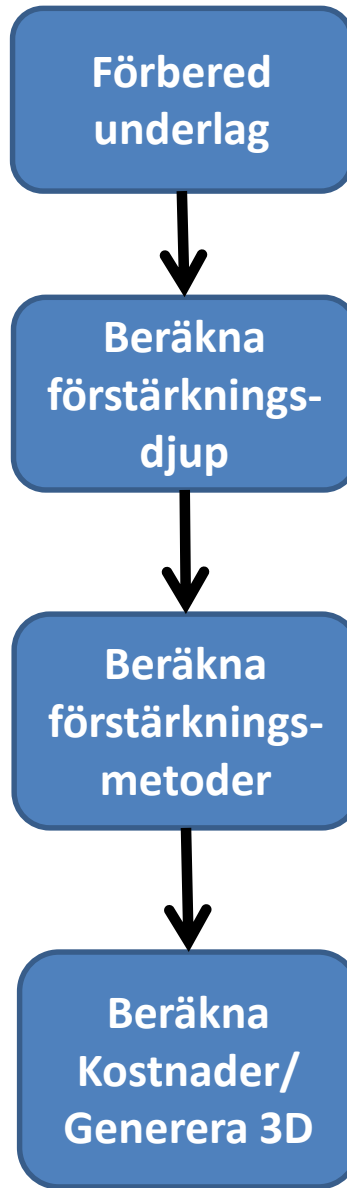 Förbered
underlag
Beräkna
förstärknings-
djup
Beräkna
förstärknings-
metoder
Beräkna
Kostnader/
Generera 3D